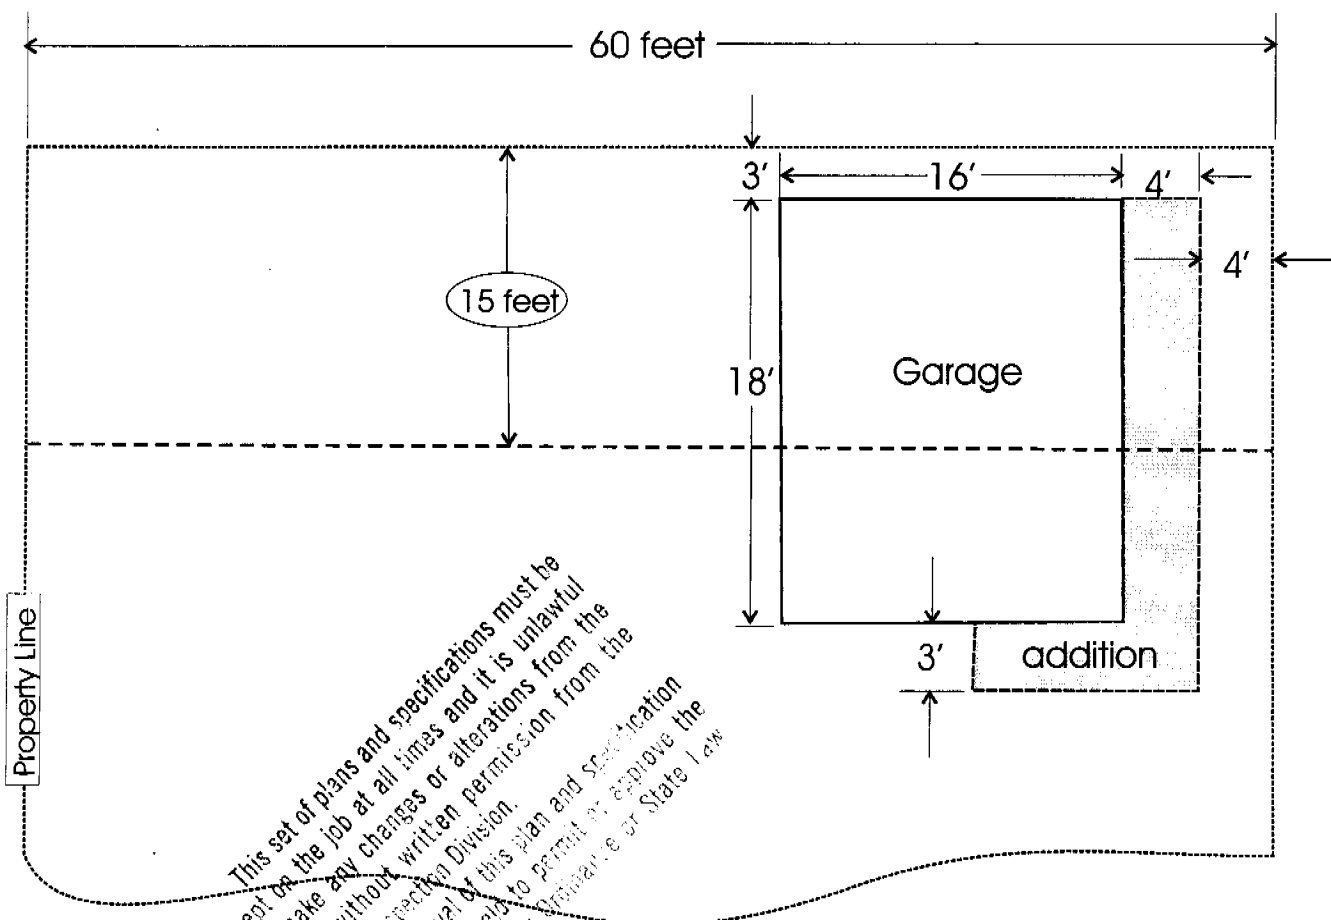 60 feet
3'
16'
4'
4'
15 feet
18'
Garage
3'
addition
Property Line
This set of plans and specifications must be
on the job at all times and it is unlawful
any changes or alterations from the
without written permission from the
Division.
of this plan and specification
to permit or approve the
Ordinance or State Law